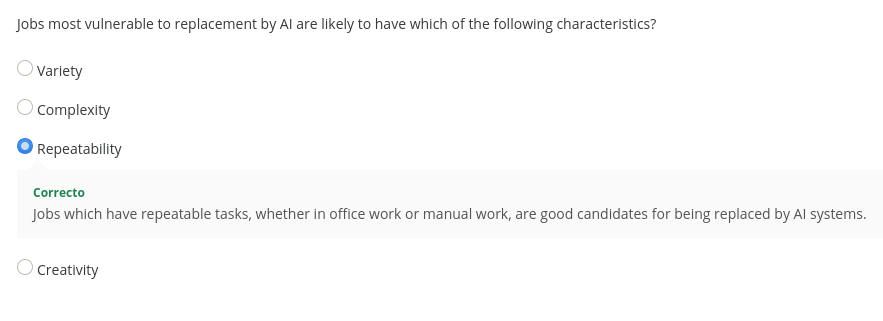 Jobs most vulnerable to replacement by AI are likely to have which of the following characteristics?
Variety
Complexity
Repeatability
Correcto
Jobs which have repeatable tasks, whether in office work or manual work, are good candidates for being replaced by AI systems.
Creativity